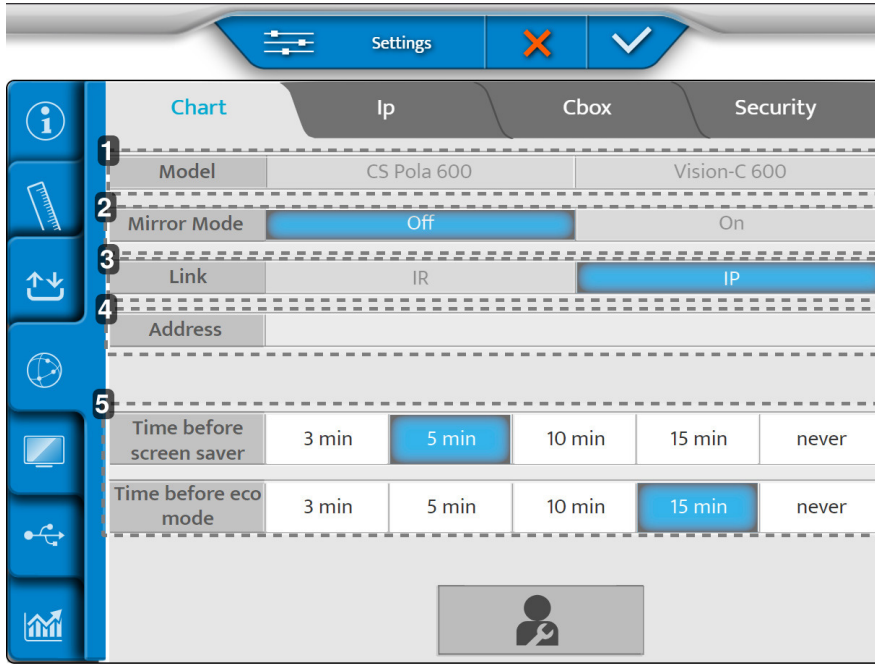 Settings
Chart Ip Cbox Security
1
Model CS Pola 600 Vision-C 600
2
Mirror Mode Off On
3
Link IR IP
4
Address
5
Time before
screen saver 3 min 5 min 10 min 15 min never
Time before eco
mode 3 min 5 min 10 min 15 min never